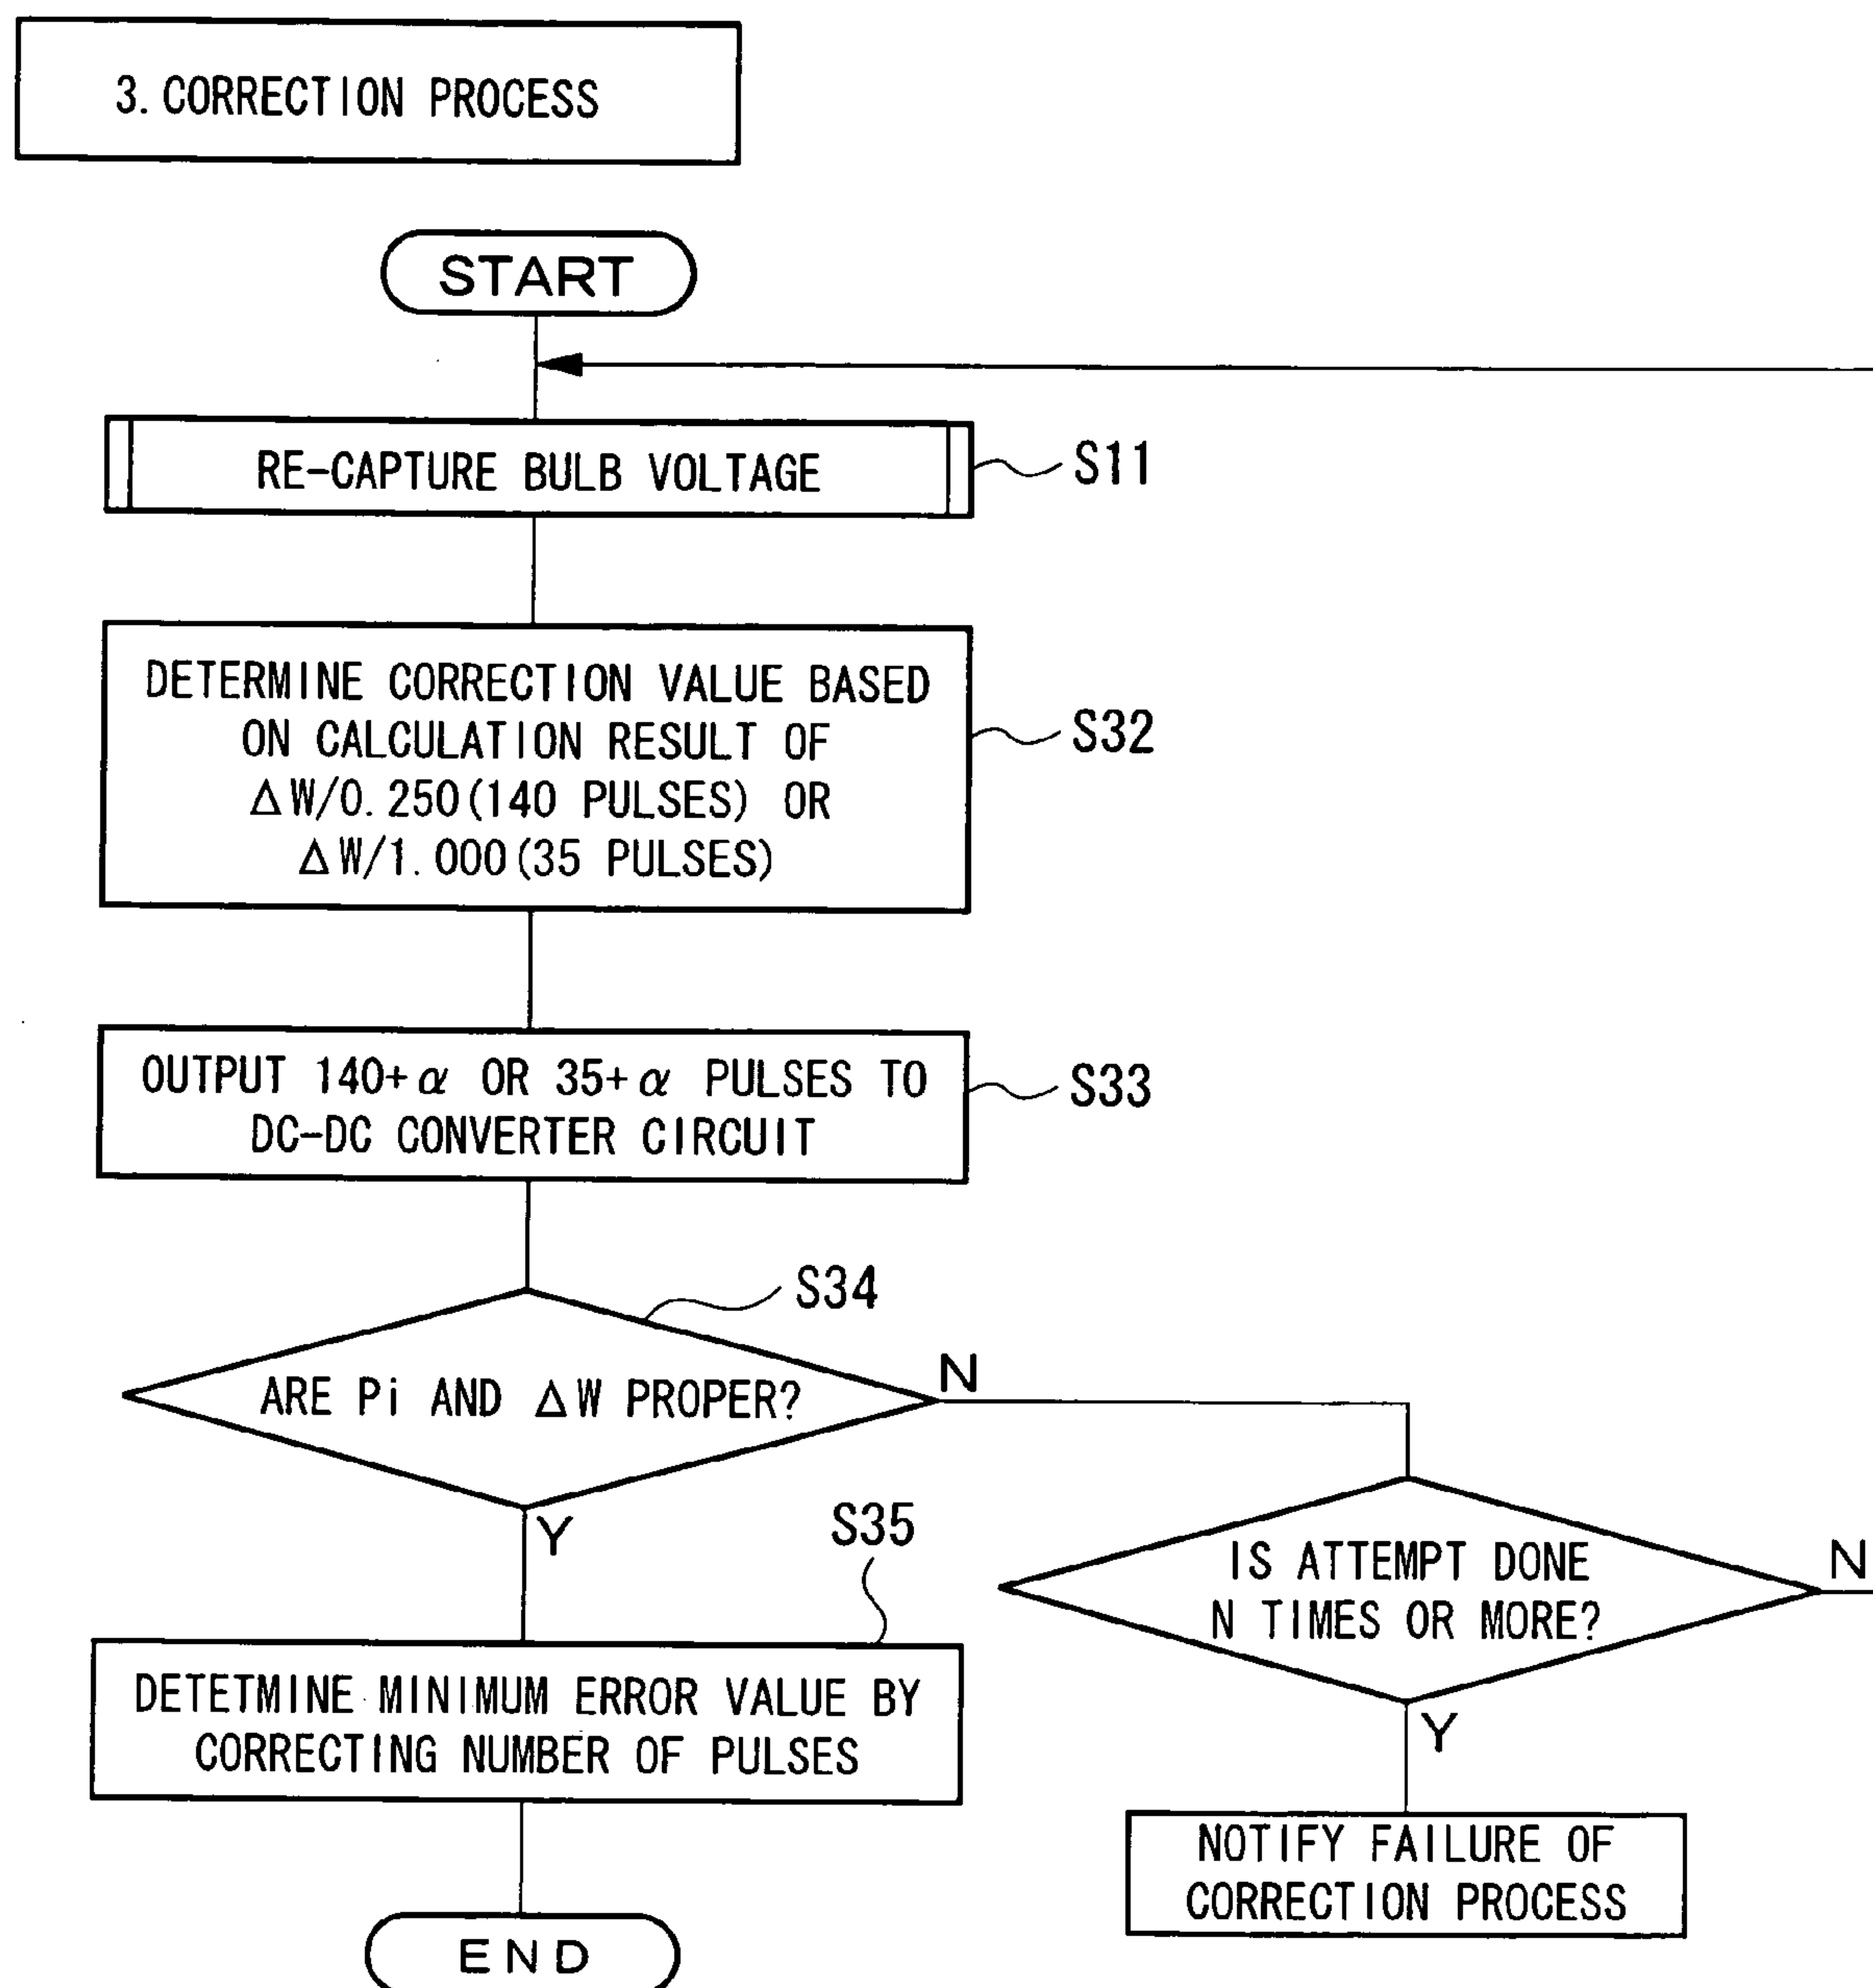 3. CORRECTION PROCESS
START
RE-CAPTURE BULB VOLTAGE
S11
DETERMINE CORRECTION VALUE BASED
ON CALCULATION RESULT OF
ΔW/0.250(140 PULSES) OR
ΔW/1.000(35 PULSES)
S32
OUTPUT 140+α OR 35+α PULSES TO
DC-DC CONVERTER CIRCUIT
S33
S34
ARE Pi AND ΔW PROPER?
N
Y
S35
IS ATTEMPT DONE
N TIMES OR MORE?
N
Y
DETETMINE MINIMUM ERROR VALUE BY
CORRECTING NUMBER OF PULSES
NOTIFY FAILURE OF
CORRECTION PROCESS
END